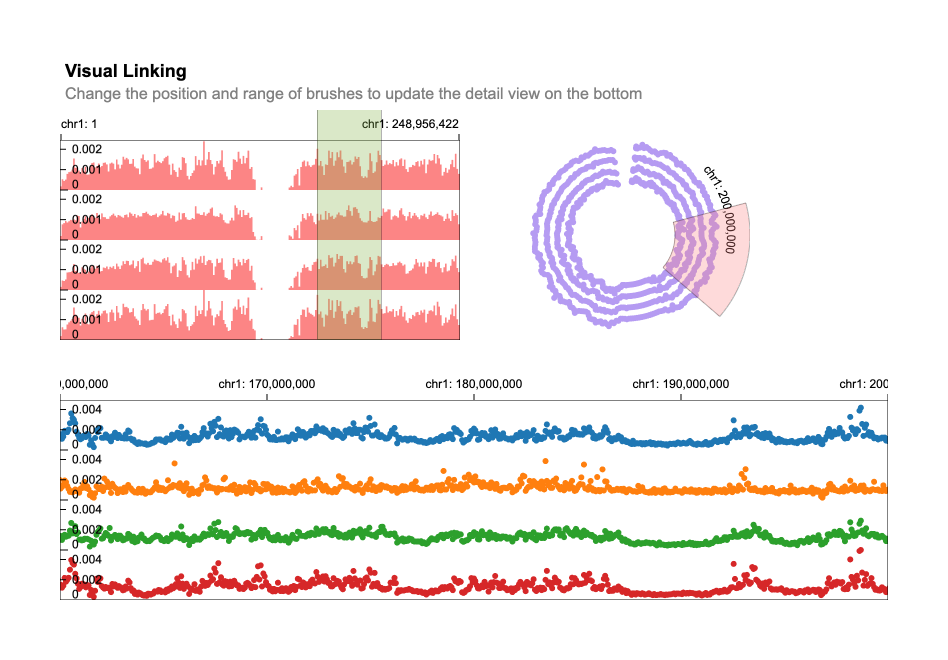 Visual Linking
Change the position and range of brushes to update the detail view on the bottom
chr1: 1
chr1: 248,956,422
0.002
0.001
0
0.002
0.001
0
0.002
0.001
0
0.002
0.001
0
chr1: 200,000,000
0,000,000
chr1: 170,000,000
chr1: 180,000,000
chr1: 190,000,000
chr1: 200
0.004
0.002
0
0.004
0.002
0
0.004
0.002
0
0.004
0.002
0